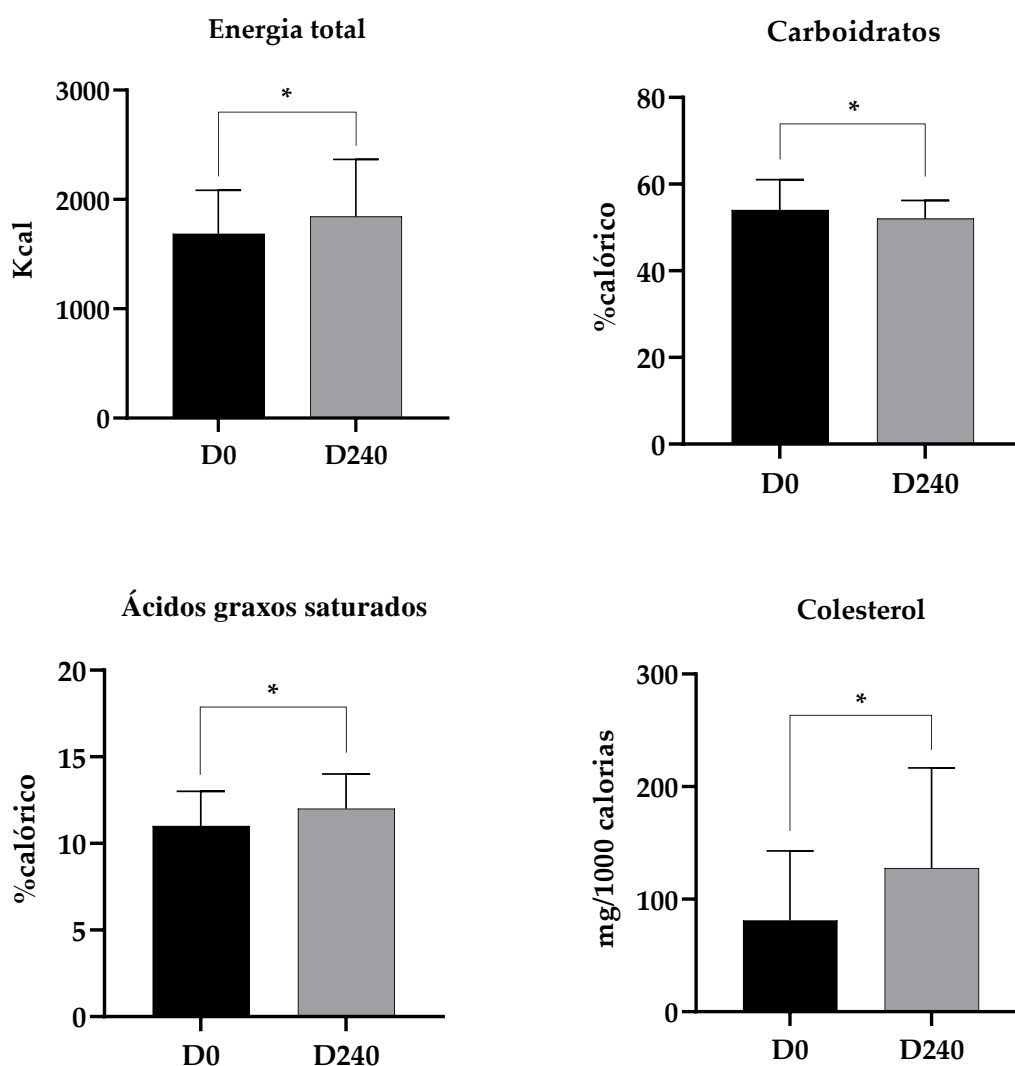 Energia total
Kcal
3000
2000
1000
0
*
D0 D240
Carboidratos
%calórico
80
60
40
20
0
*
D0 D240
Ácidos graxos saturados
%calórico
20
15
10
5
0
*
D0 D240
Colesterol
mg/1000 calorias
300
200
100
0
*
D0 D240